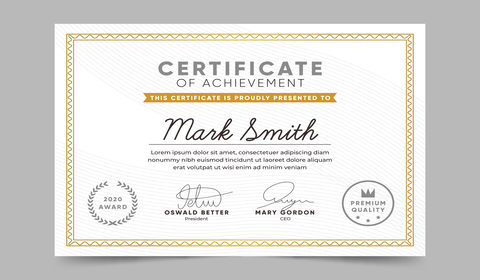 CERTIFICATE
OF ACHIEVEMENT
THIS CERTIFICATE IS PROUDLY PRESENTED TO
Mark Smith
Lorem ipsum dolor sit amet, consectetuer adipiscing diam
nonummy nibh euismod tincidunt ut laoreet dolore magna
erat volutpat ut wisi enim ad minim veniam
2020
AWARD
OSWALD BETTER
President
MARY GORDON
CEO
PREMIUM
QUALITY